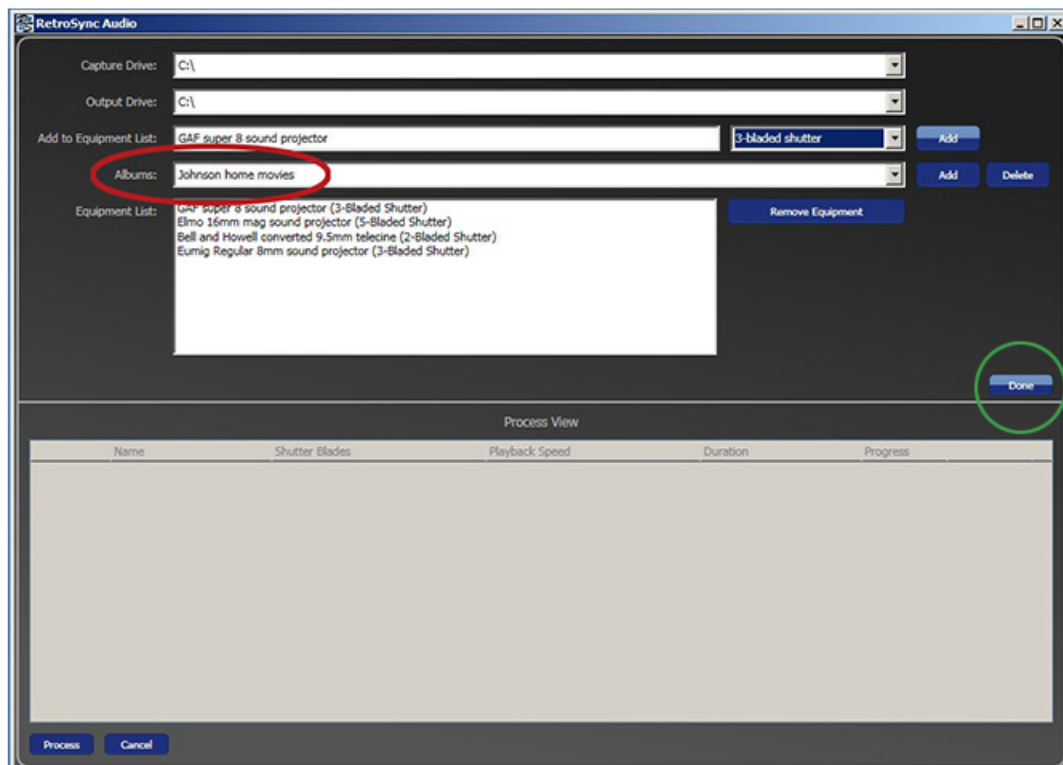 RetroSync Audio
Capture Drive: C:\
Output Drive: C:\
Add to Equipment List: GAF super 8 sound projector 3-bladed shutter Add
Albums: Johnson home movies Add Delete
Equipment List: GAF super 8 sound projector (3-Bladed Shutter) Remove Equipment
Elmo 16mm mag sound projector (5-Bladed Shutter)
Bell and Howell converted 9.5mm telecine (2-Bladed Shutter)
Eumig Regular 8mm sound projector (3-Bladed Shutter)
Done
Process View
Name Shutter Blades Playback Speed Duration Progress
Process Cancel